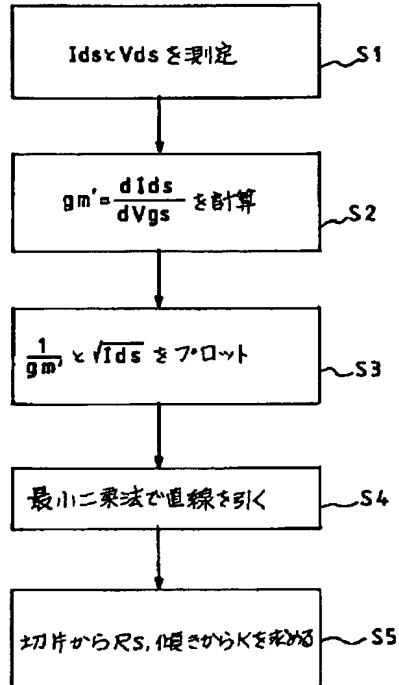 IdsとVdsを測定
S1
gm'=dIds/dVgs を計算
S2
1/gm' と √Ids をプロット
S3
最小二乗法で直線を引く
S4
切片からRS,傾きからKを求める
S5